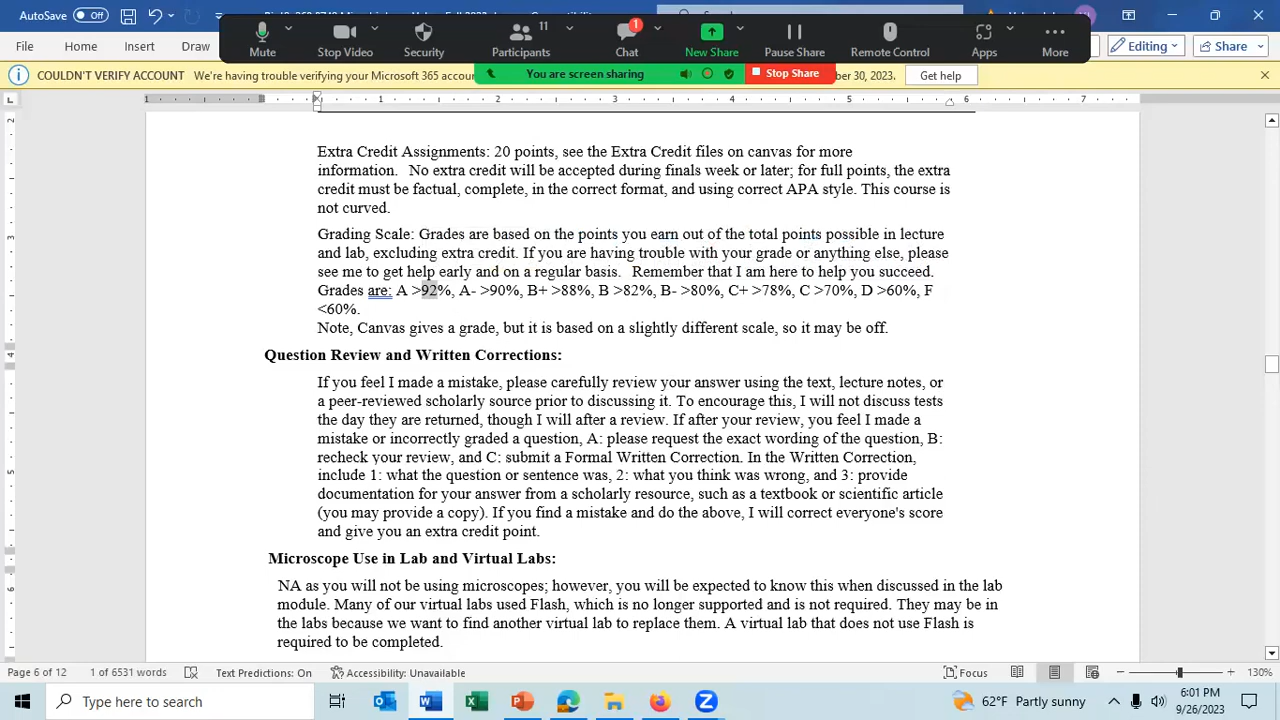 Mute
Stop Video
Security
11
Participants
1
Chat
New Share
Pause Share
Remote Control
Apps
More
File
Home
Insert
Draw
Editing
Share
You are screen sharing
Stop Share
COULDN'T VERIFY ACCOUNT We're having trouble verifying your Microsoft 365
ber 30, 2023.
Get help
1 1 2 3 4 5 6 7
Extra Credit Assignments: 20 points, see the Extra Credit files on canvas for more
information. No extra credit will be accepted during finals week or later; for full points, the extra
credit must be factual, complete, in the correct format, and using correct APA style. This course is
not curved.
Grading Scale: Grades are based on the points you earn out of the total points possible in lecture
and lab, excluding extra credit. If you are having trouble with your grade or anything else, please
see me to get help early and on a regular basis. Remember that I am here to help you succeed.
Grades are: A >92%, A- >90%, B+ >88%, B >82%, B- >80%, C+ >78%, C >70%, D >60%, F
<60%.
Note, Canvas gives a grade, but it is based on a slightly different scale, so it may be off.
Question Review and Written Corrections:
If you feel I made a mistake, please carefully review your answer using the text, lecture notes, or
a peer-reviewed scholarly source prior to discussing it. To encourage this, I will not discuss tests
the day they are returned, though I will after a review. If after your review, you feel I made a
mistake or incorrectly graded a question, A: please request the exact wording of the question, B:
recheck your review, and C: submit a Formal Written Correction. In the Written Correction,
include 1: what the question or sentence was, 2: what you think was wrong, and 3: provide
documentation for your answer from a scholarly resource, such as a textbook or scientific article
(you may provide a copy). If you find a mistake and do the above, I will correct everyone's score
and give you an extra credit point.
Microscope Use in Lab and Virtual Labs:
NA as you will not be using microscopes; however, you will be expected to know this when discussed in the lab
module. Many of our virtual labs used Flash, which is no longer supported and is not required. They may be in
the labs because we want to find another virtual lab to replace them. A virtual lab that does not use Flash is
required to be completed.
Page 6 of 12 1 of 6531 words Text Predictions: On Accessibility: Unavailable Focus 130%
Type here to search
62°F Partly sunny
6:01 PM
9/26/2023